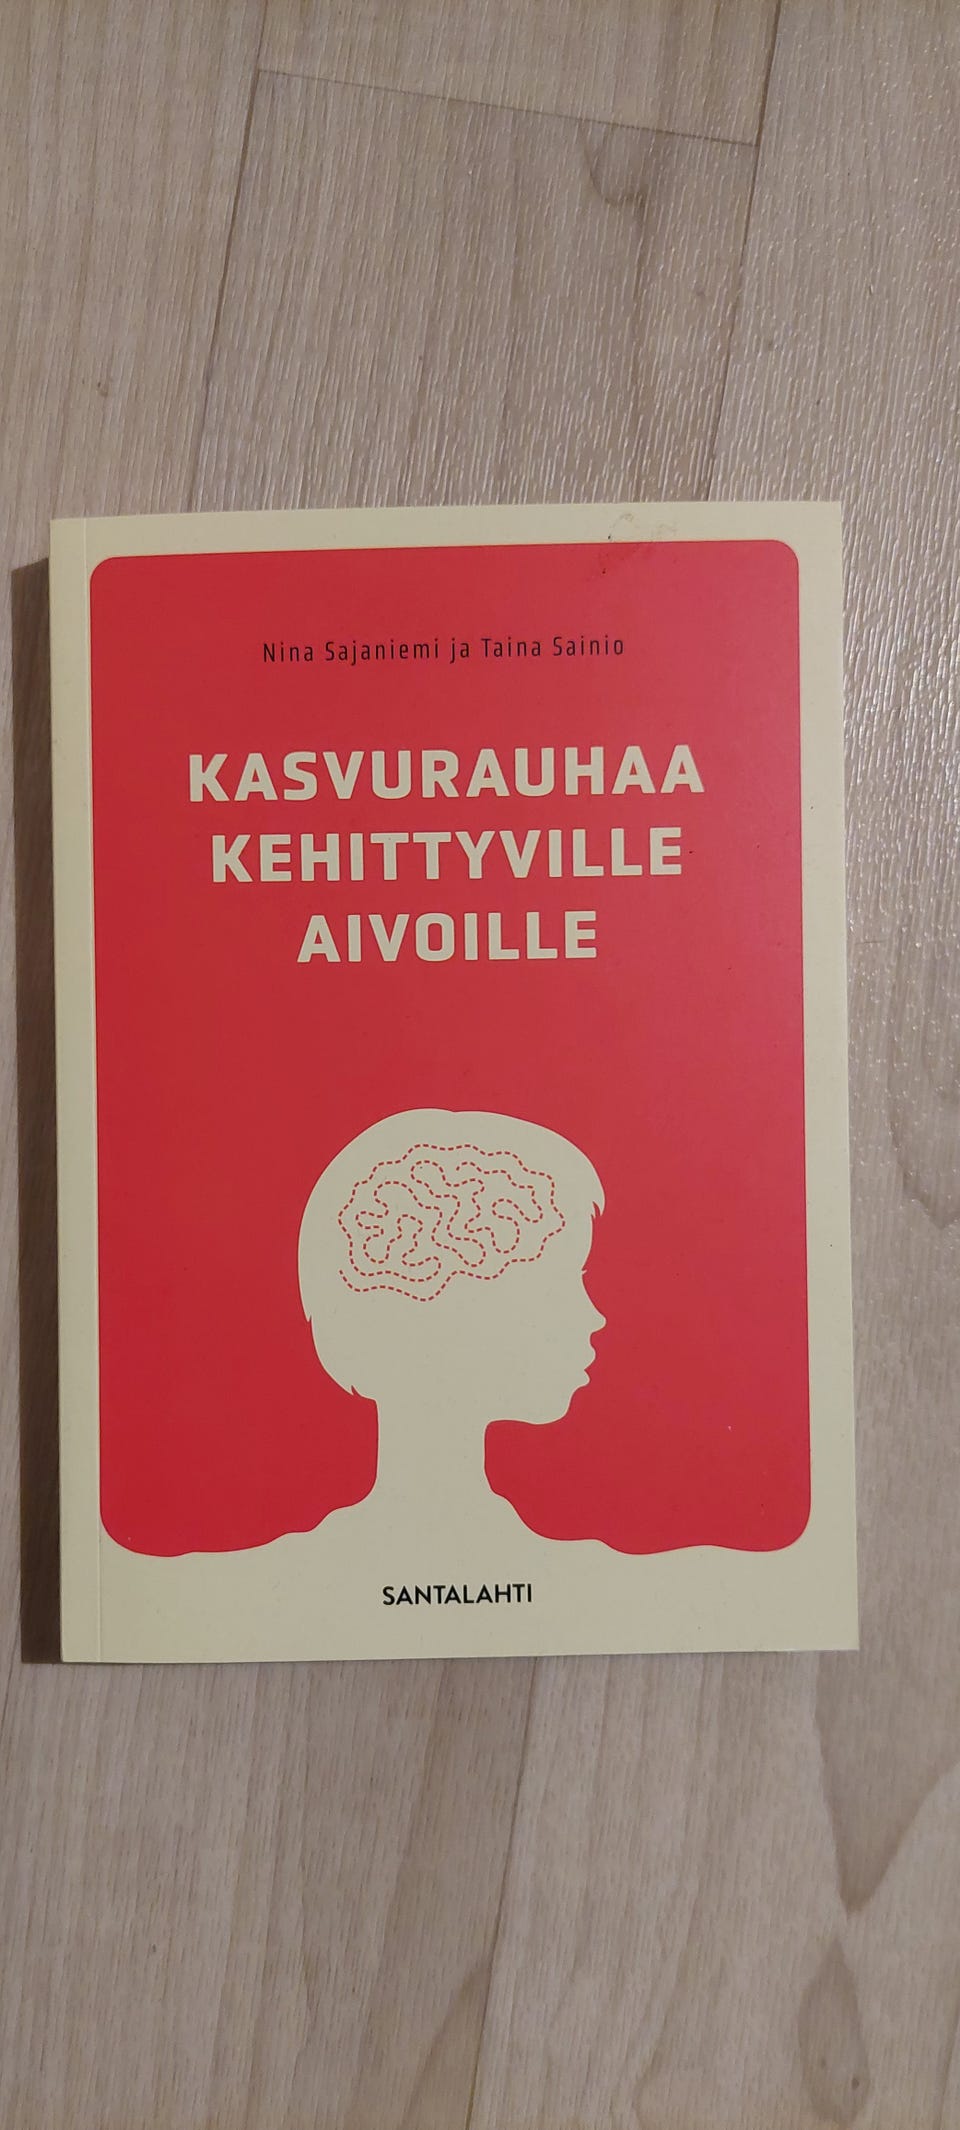 Nina Sajaniemi ja Taina Sainio
KASVURAUHAA
KEHITTYVILLE
AIVOILLE
SANTALAHTI